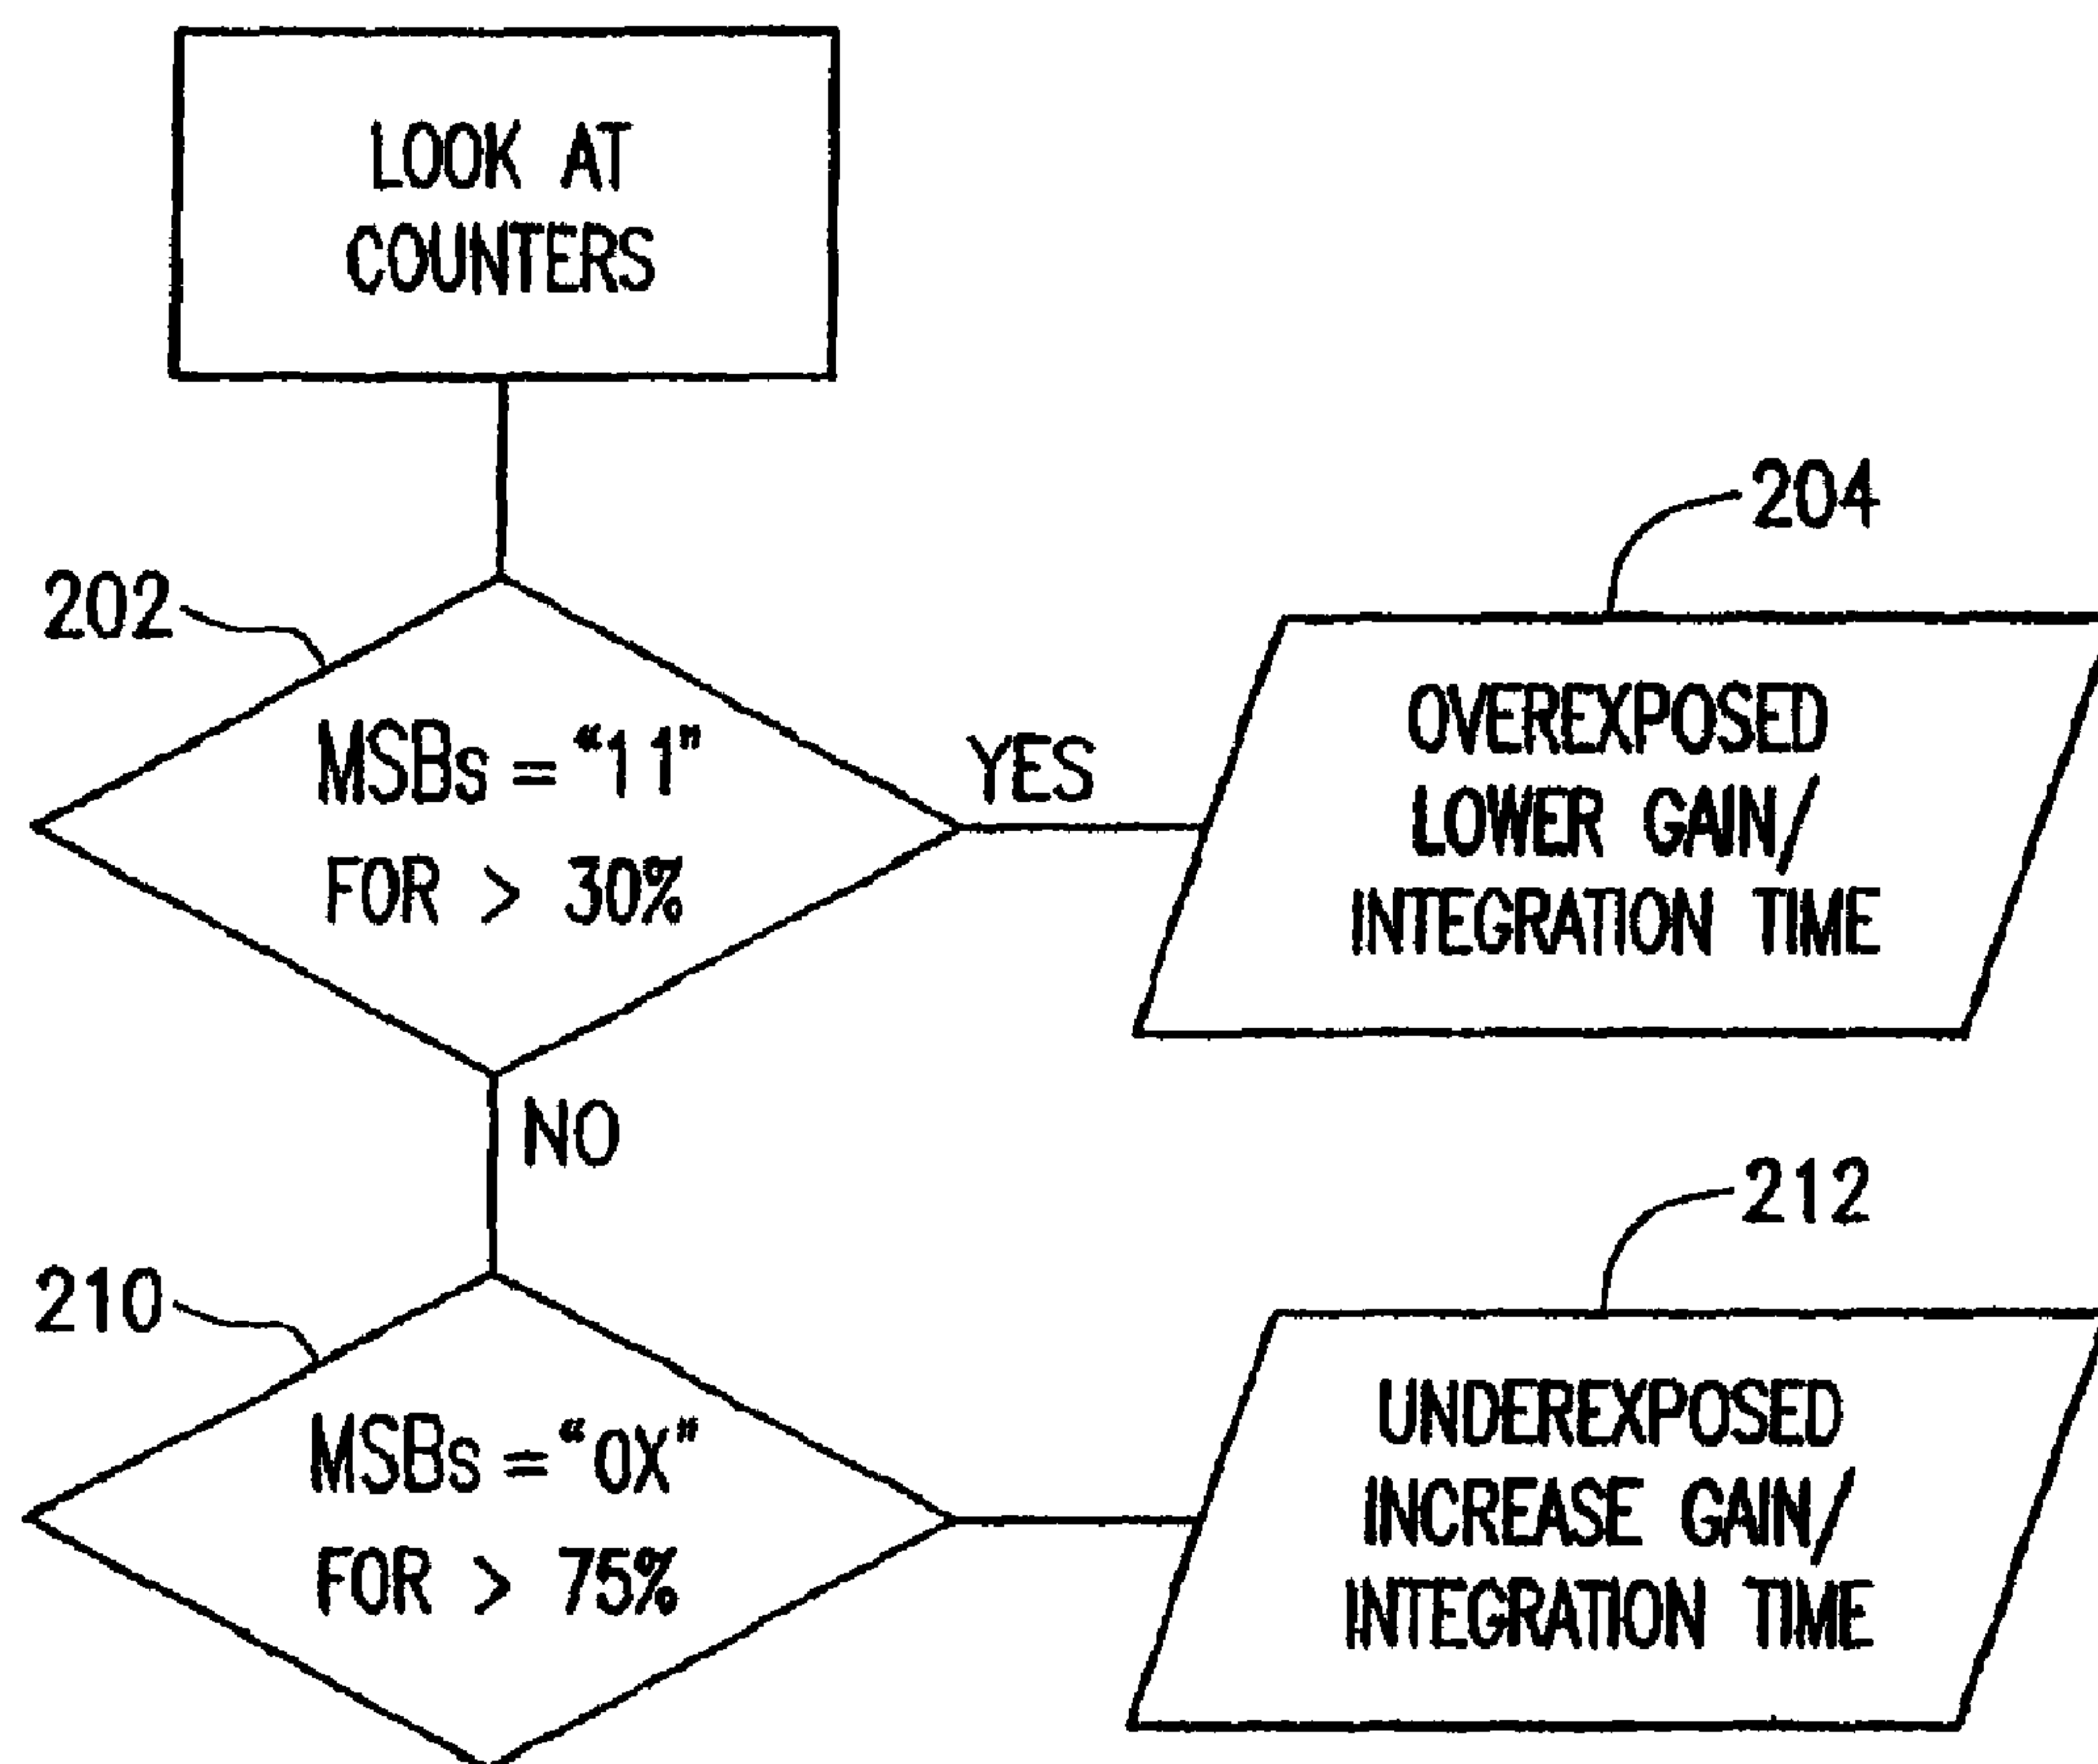 LOOK AT
COUNTERS
202
MSBs = “11”
FOR > 30%
YES
204
OVEREXPOSED
LOWER GAIN/
INTEGRATION TIME
NO
210
MSBs = “0X”
FOR > 75%
212
UNDEREXPOSED
INCREASE GAIN/
INTEGRATION TIME